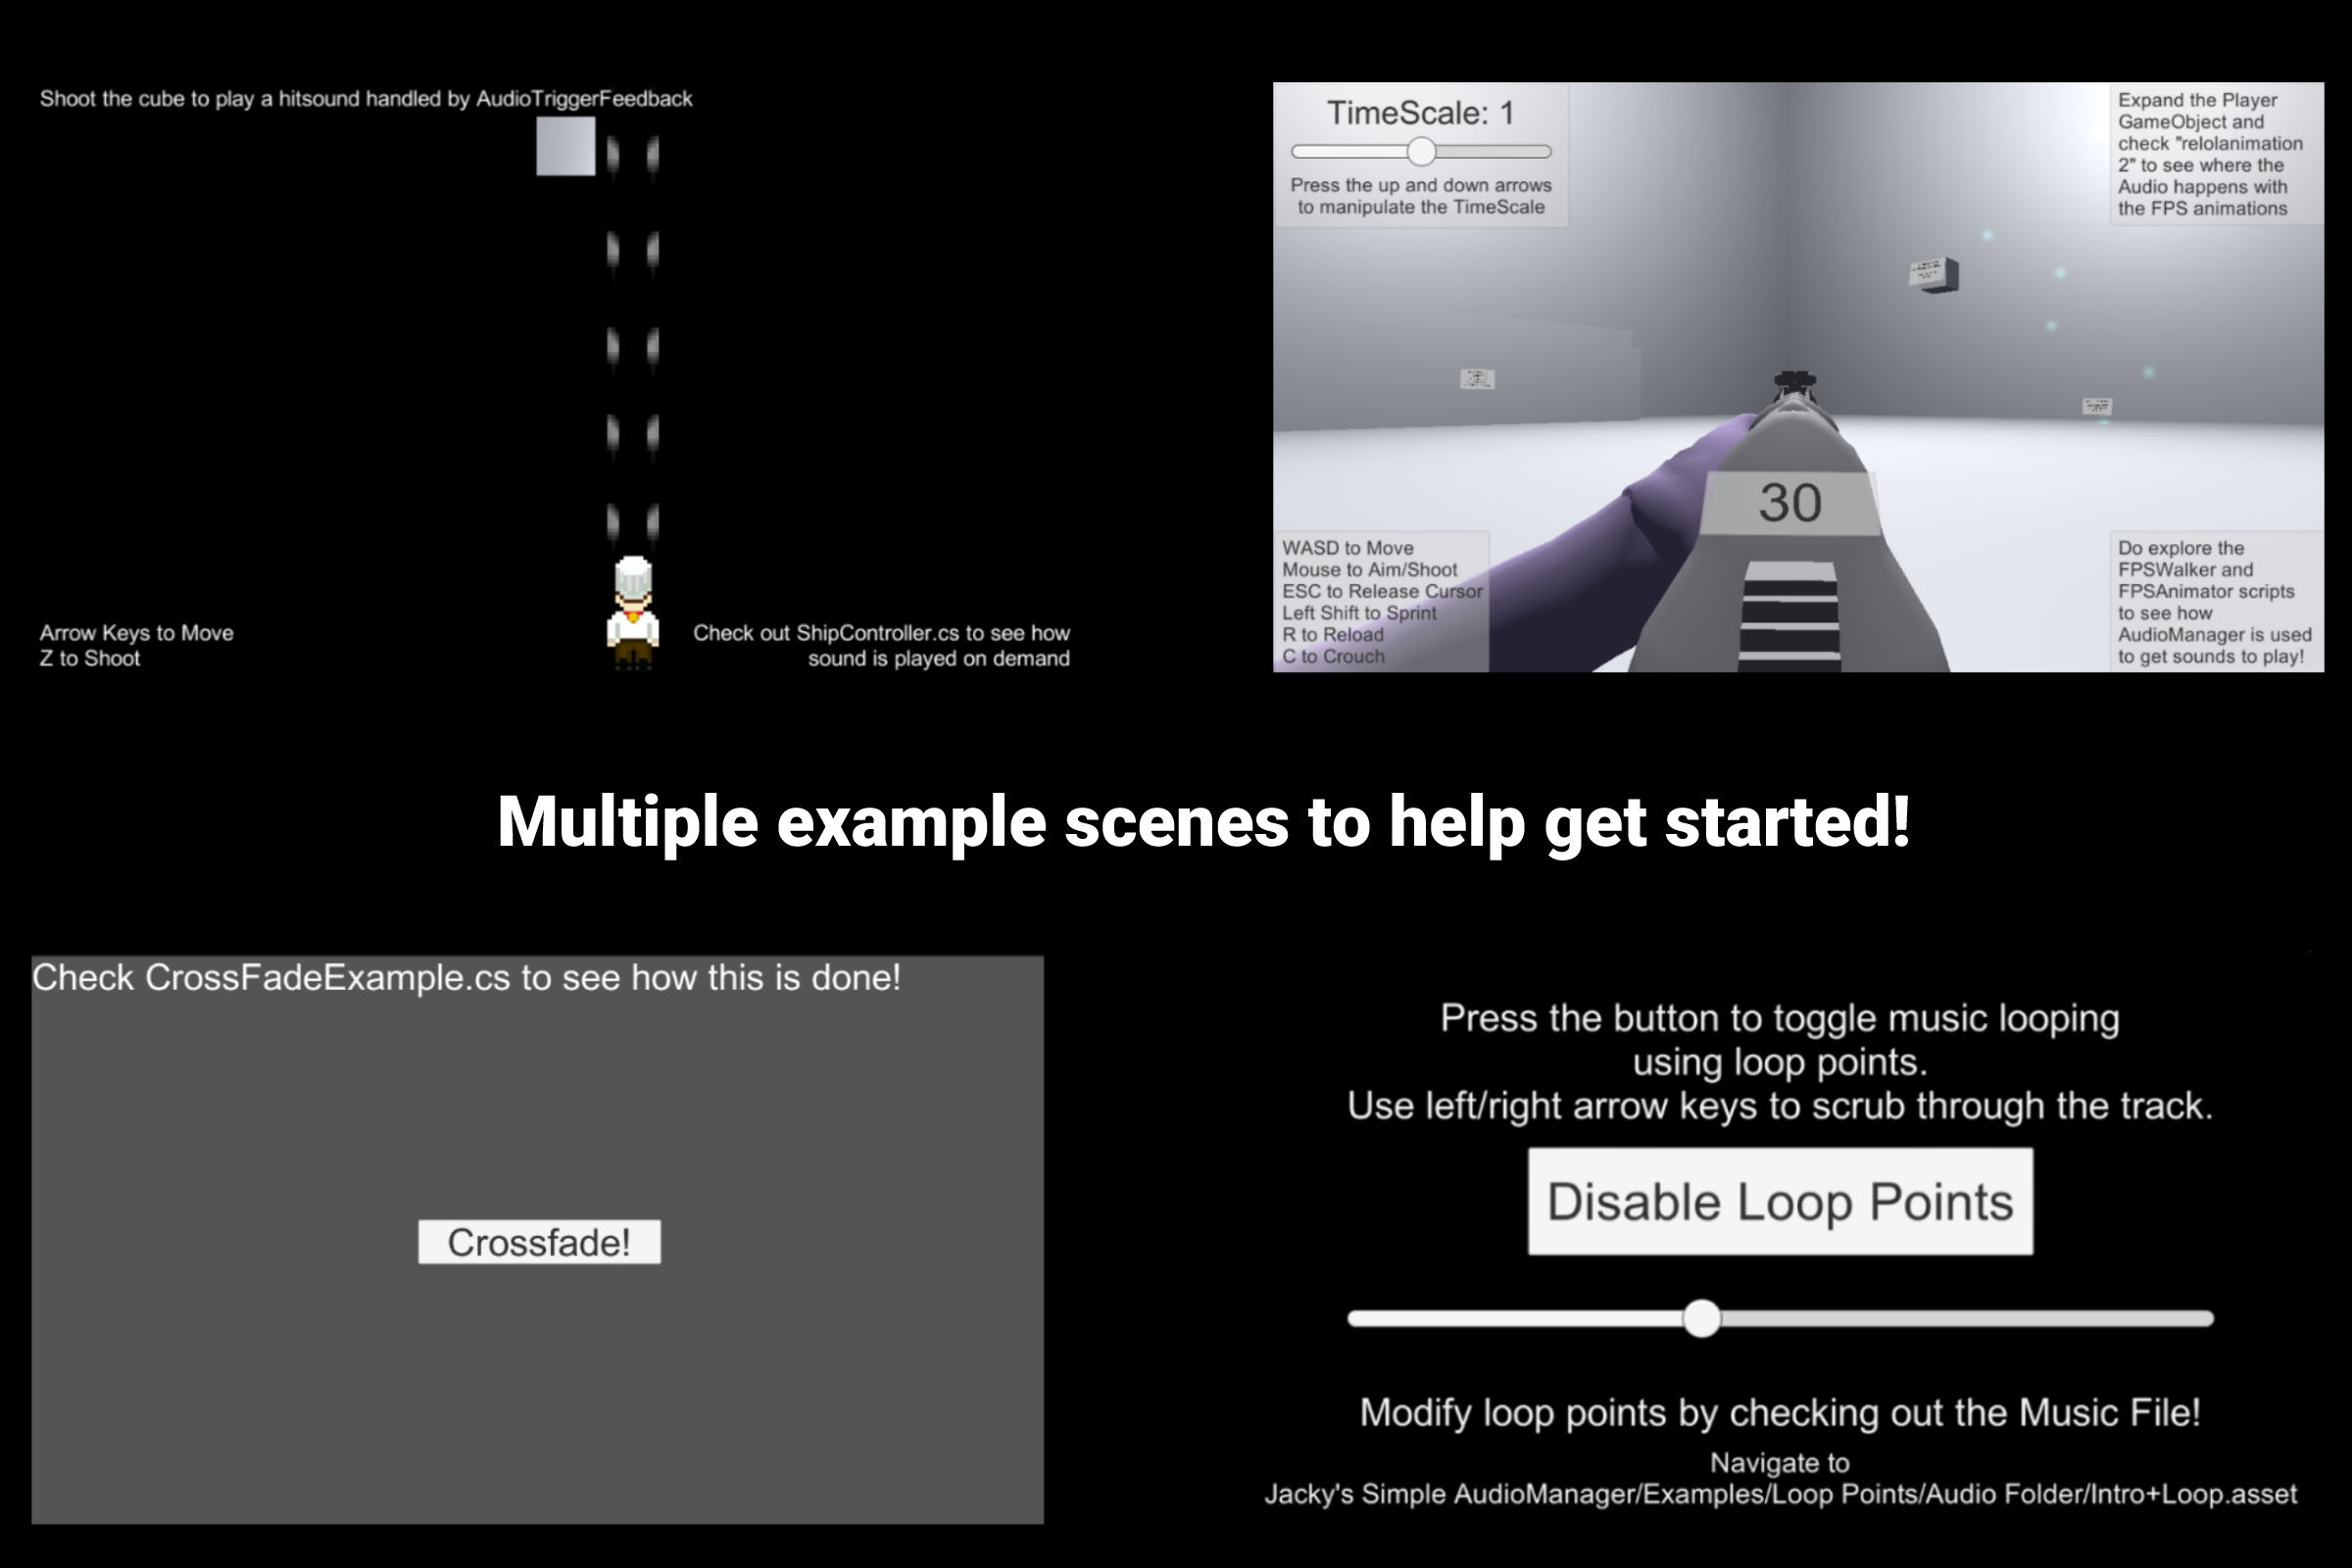 Shoot the cube to play a hitsound handled by AudioTriggerFeedback
Arrow Keys to Move
Z to Shoot
Check out ShipController.cs to see how
sound is played on demand
TimeScale: 1
Press the up and down arrows
to manipulate the TimeScale
Expand the Player
GameObject and
check "relolanimation
2" to see where the
Audio happens with
the FPS animations
30
WASD to Move
Mouse to Aim/Shoot
ESC to Release Cursor
Left Shift to Sprint
R to Reload
C to Crouch
Do explore the
FPSWalker and
FPSAnimator scripts
to see how
AudioManager is used
to get sounds to play!
Multiple example scenes to help get started!
Check CrossFadeExample.cs to see how this is done!
Crossfade!
Press the button to toggle music looping
using loop points.
Use left/right arrow keys to scrub through the track.
Disable Loop Points
Modify loop points by checking out the Music File!
Navigate to
Jacky's Simple AudioManager/Examples/Loop Points/Audio Folder/Intro+Loop.asset